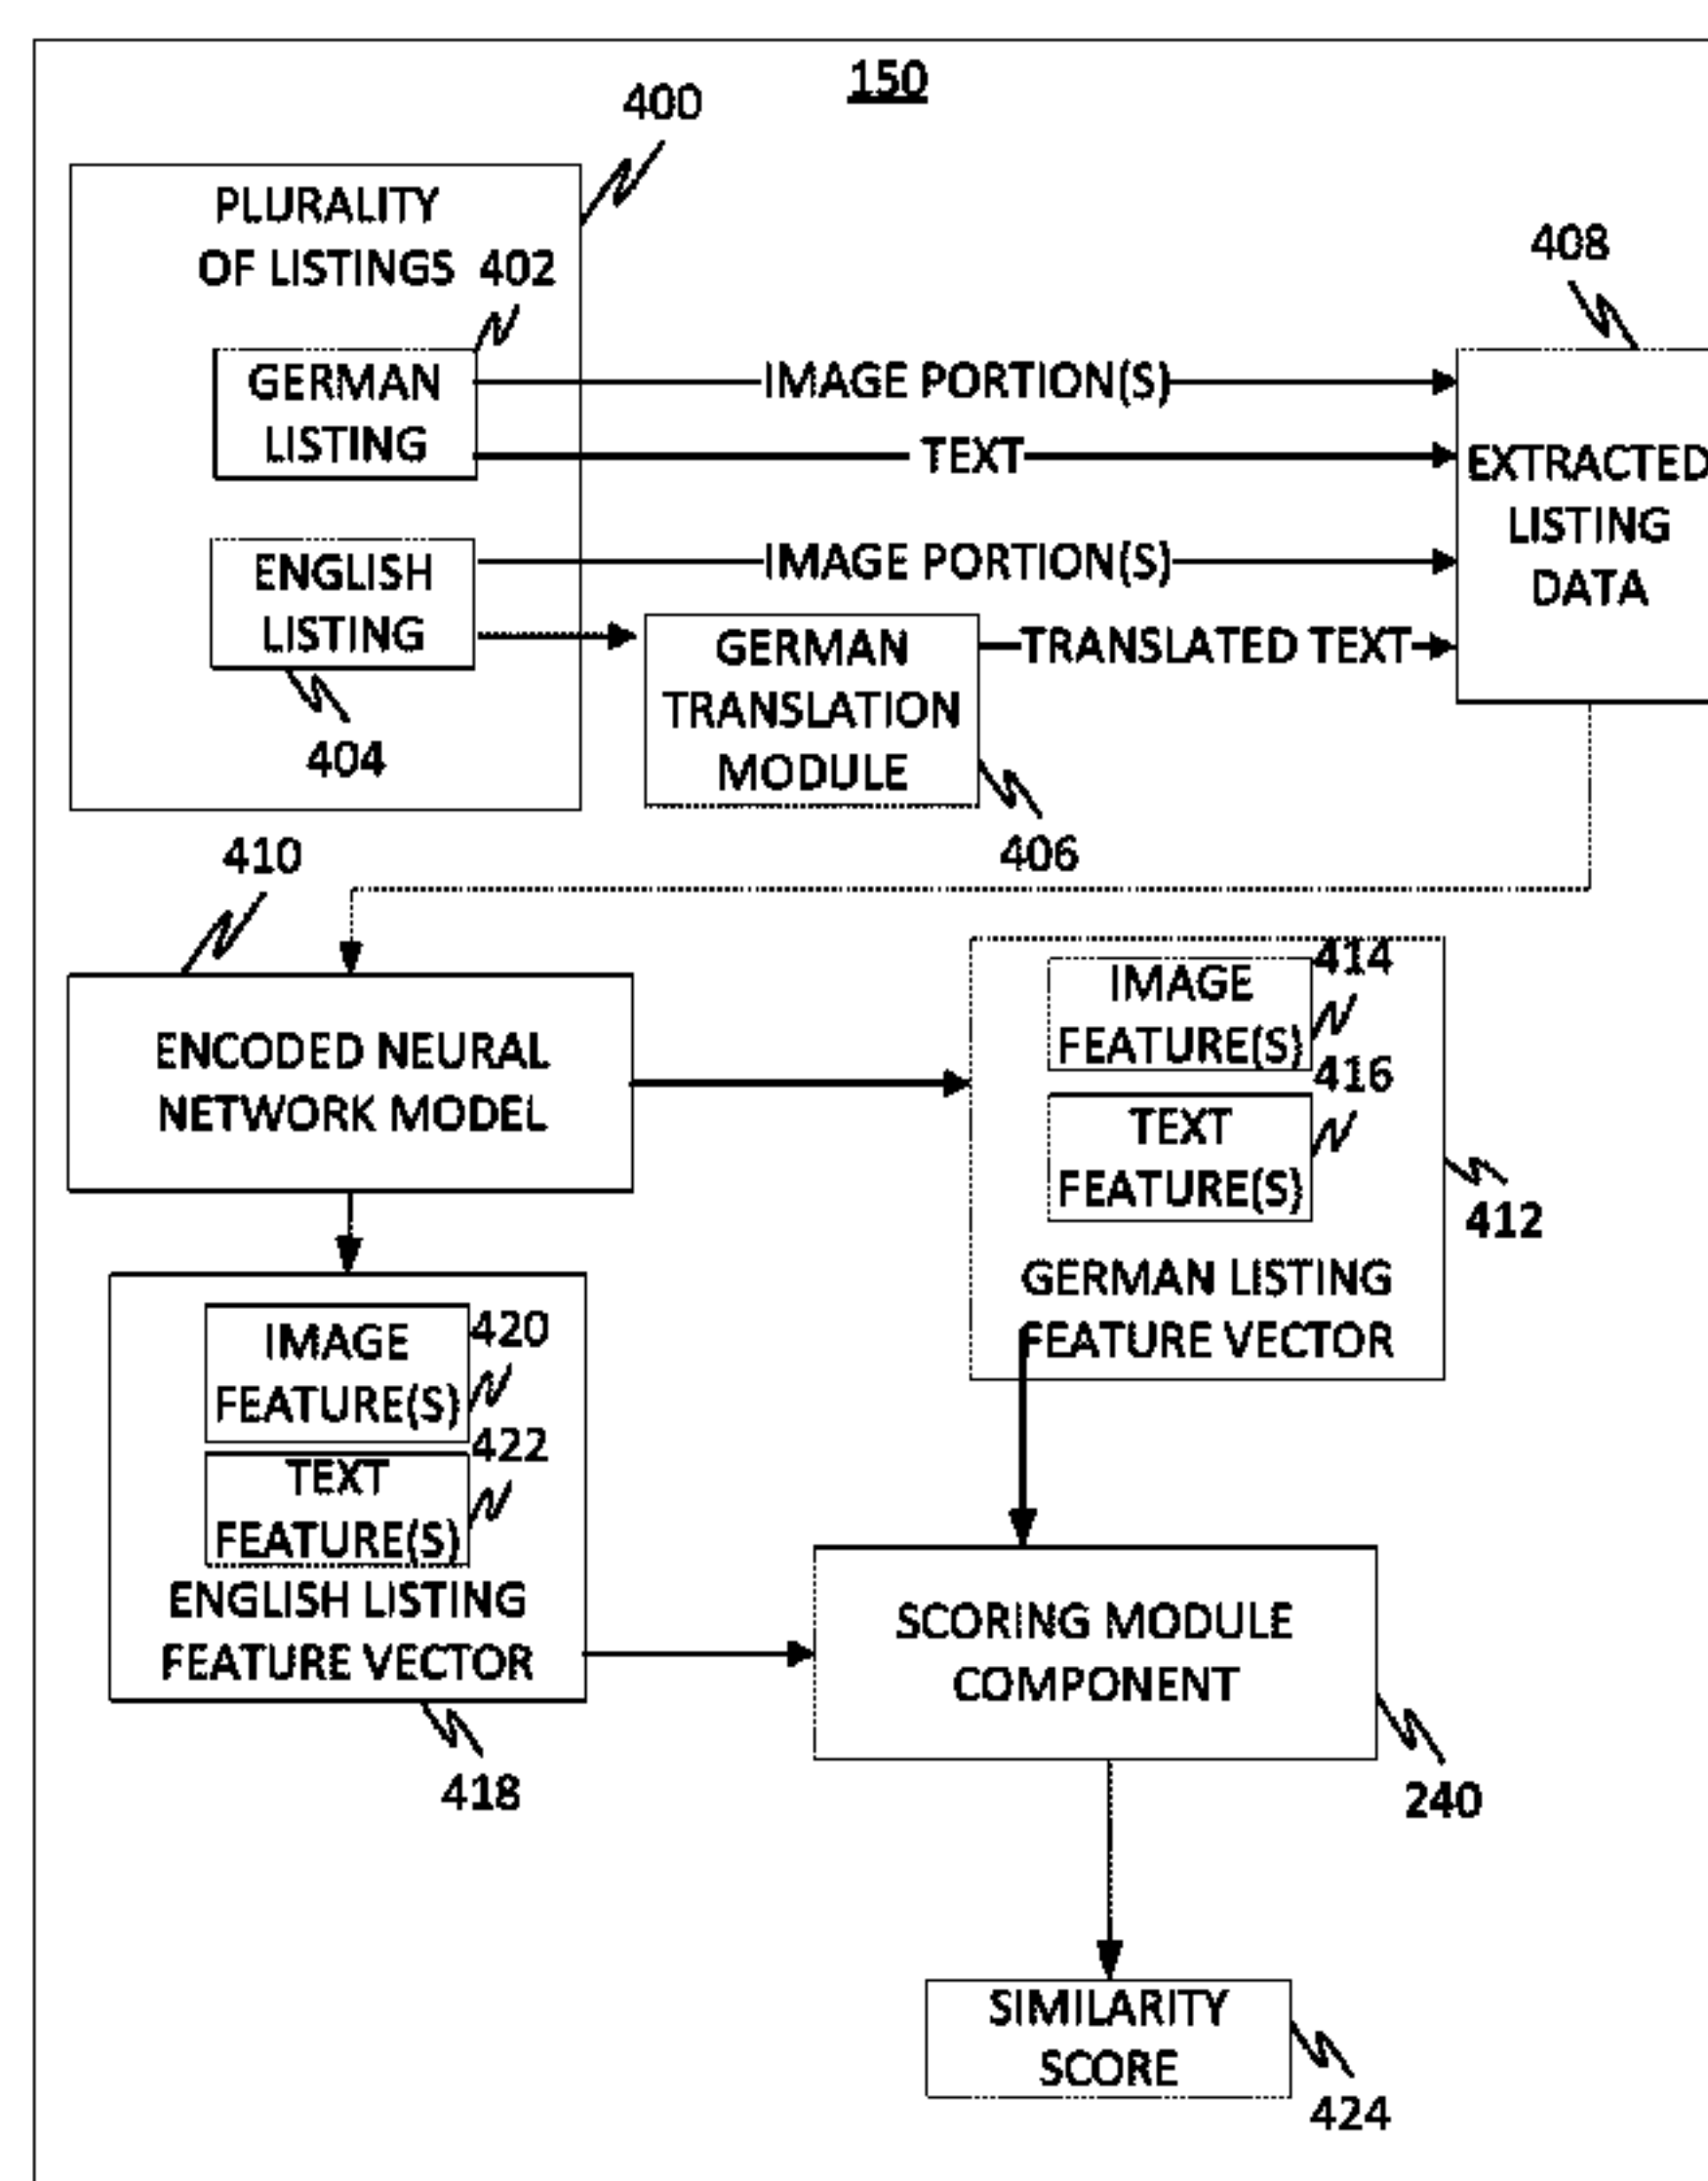 150
400
PLURALITY
OF LISTINGS 402
408
GERMAN
LISTING
IMAGE PORTION(S)
TEXT
EXTRACTED
LISTING
DATA
ENGLISH
LISTING
IMAGE PORTION(S)
GERMAN
TRANSLATION
MODULE
TRANSLATED TEXT
404
406
410
ENCODED NEURAL
NETWORK MODEL
414
IMAGE
FEATURE(S)
416
TEXT
FEATURE(S)
412
GERMAN LISTING
FEATURE VECTOR
420
IMAGE
FEATURE(S)
422
TEXT
FEATURE(S)
ENGLISH LISTING
FEATURE VECTOR
418
SCORING MODULE
COMPONENT
240
SIMILARITY
SCORE
424